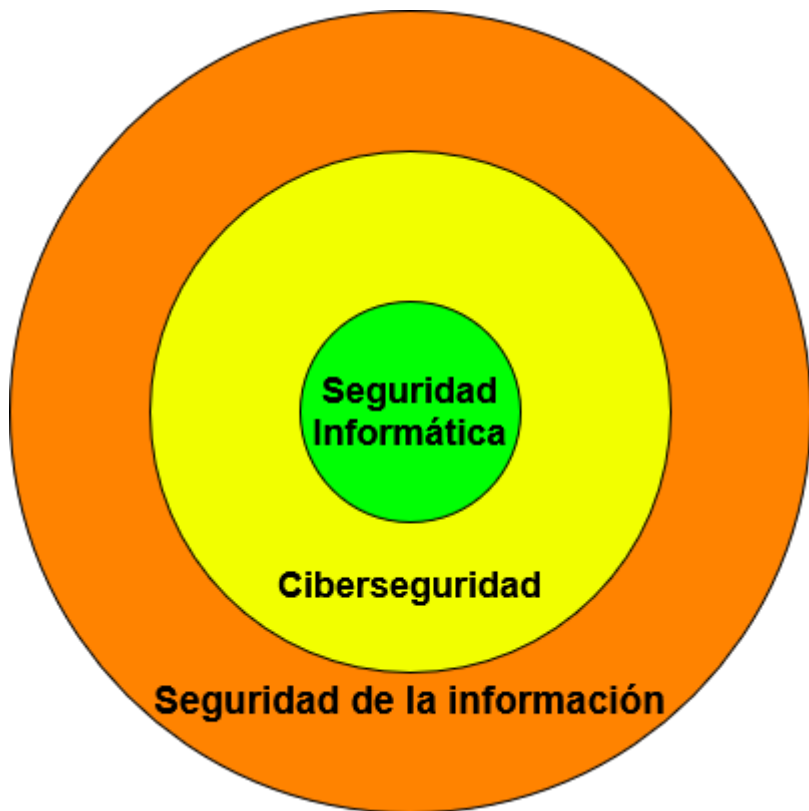 Seguridad
Informática
Ciberseguridad
Seguridad de la información